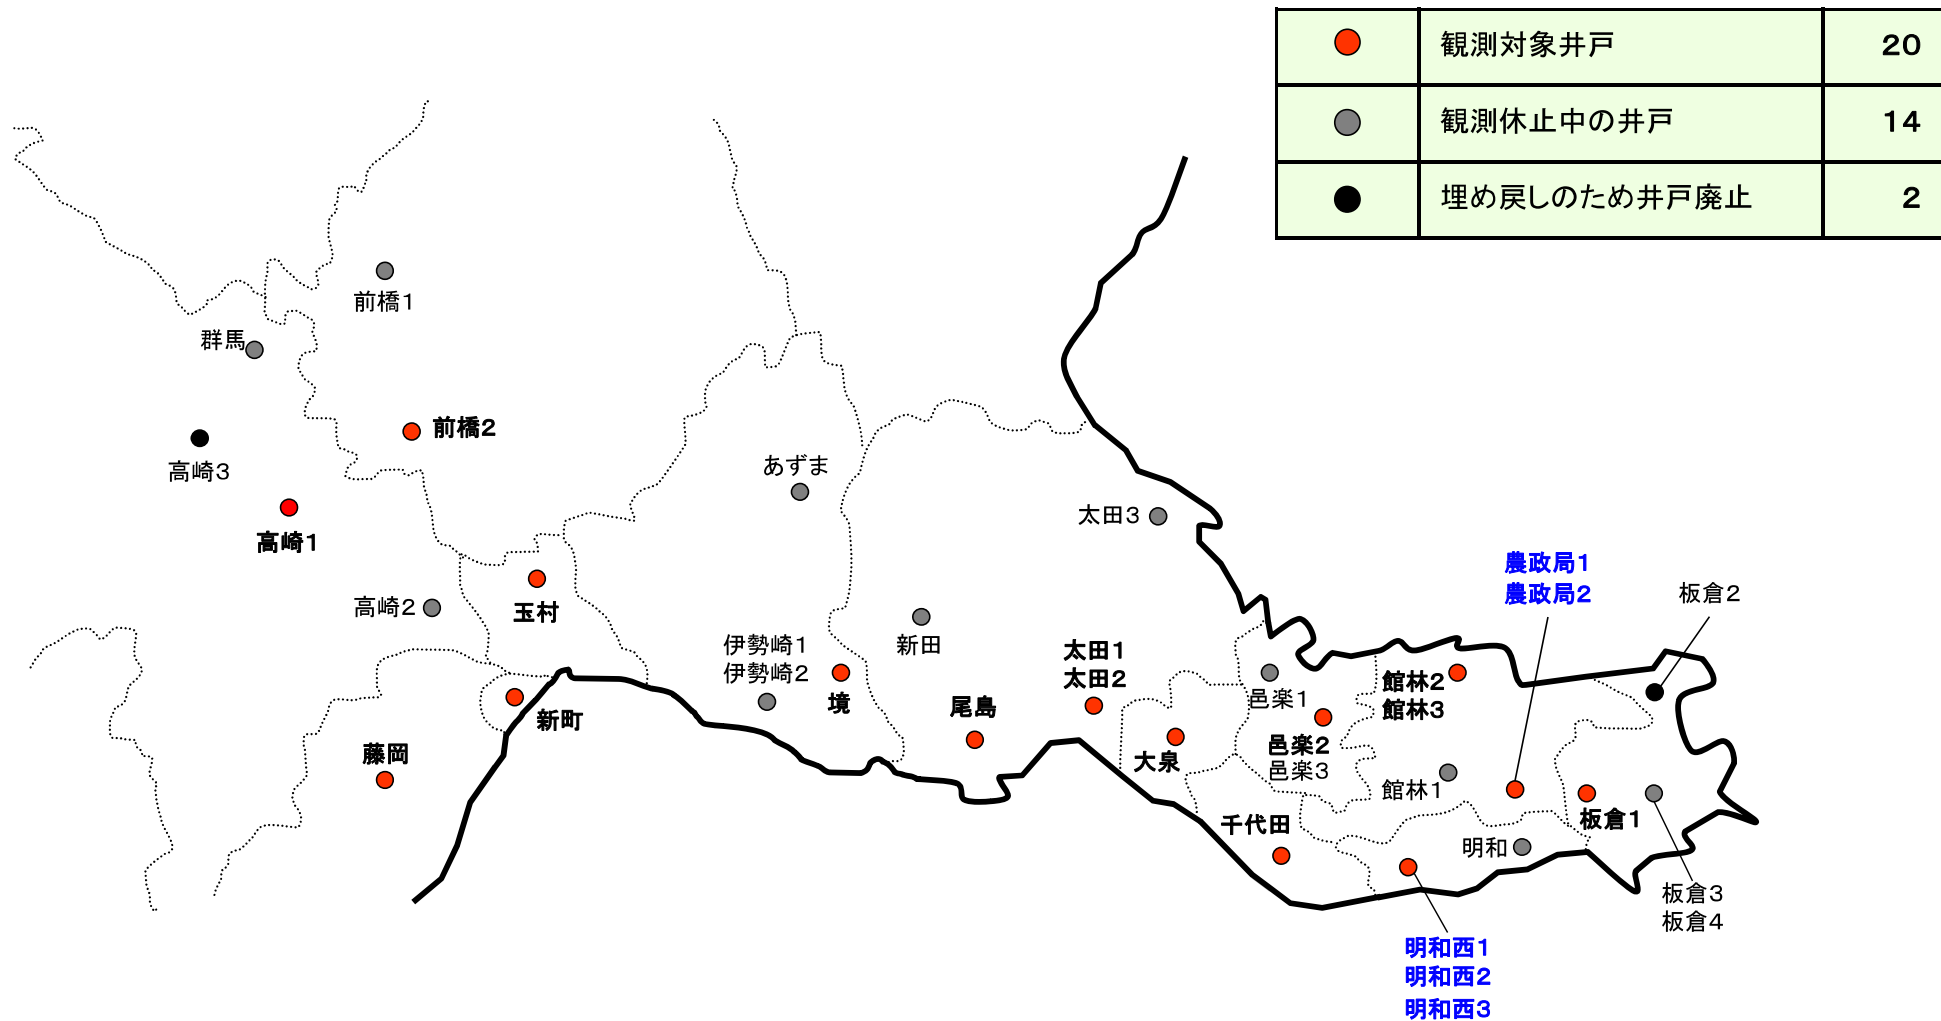 観測対象井戸 20
観測休止中の井戸 14
埋め戻しのため井戸廃止 2
前橋1
群馬
前橋2
高崎3
高崎1
高崎2
玉村
新町
藤岡
あずま
伊勢崎1
伊勢崎2
境
新田
尾島
太田3
太田1
太田2
大泉
邑楽1
邑楽2
邑楽3
千代田
館林2
館林3
館林1
農政局1
農政局2
板倉2
板倉1
明和
板倉3
板倉4
明和西1
明和西2
明和西3